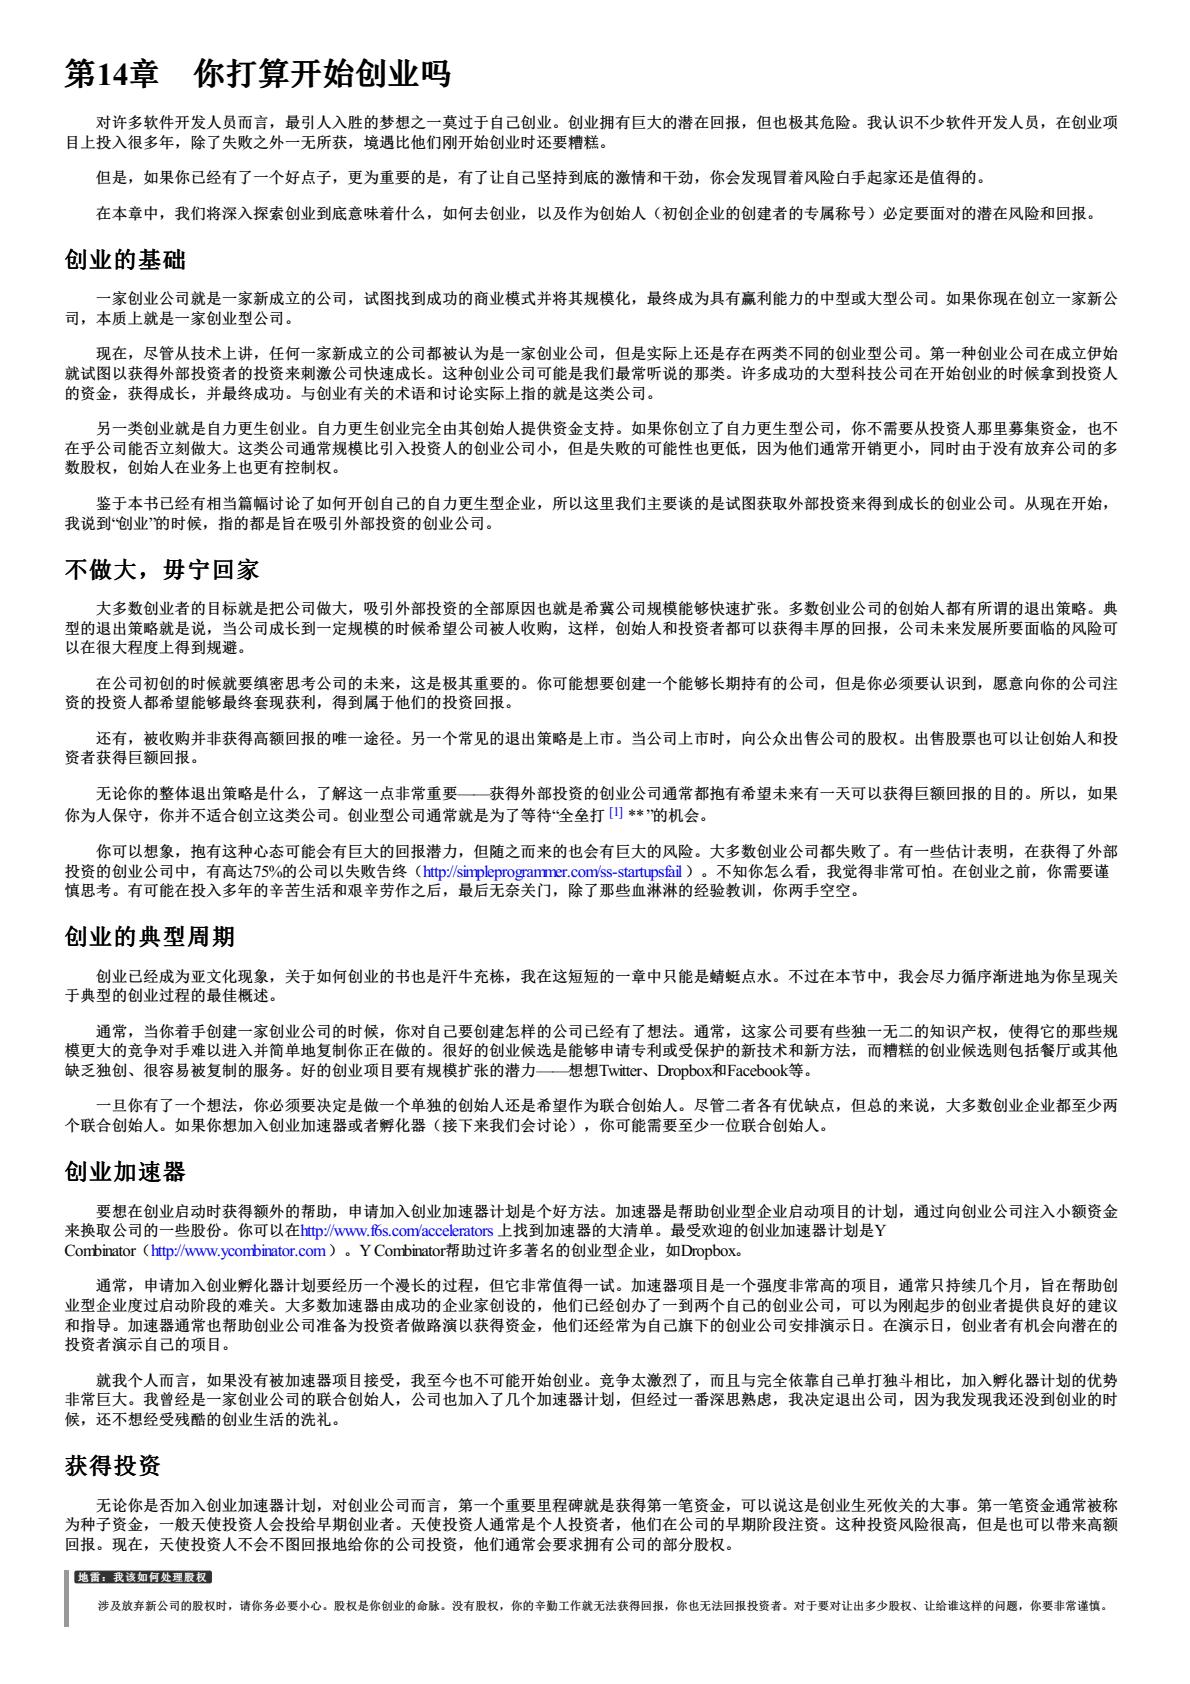 第14章　你打算开始创业吗
对许多软件开发人员而言，最引人入胜的梦想之一莫过于自己创业。创业拥有巨大的潜在回报，但也极其危险。我认识不少软件开发人员，在创业项
目上投入很多年，除了失败之外一无所获，境遇比他们刚开始创业时还要糟糕。
但是，如果你已经有了一个好点子，更为重要的是，有了让自己坚持到底的激情和干劲，你会发现冒着风险白手起家还是值得的。
在本章中，我们将深入探索创业到底意味着什么，如何去创业，以及作为创始人（初创企业的创建者的专属称号）必定要面对的潜在风险和回报。
创业的基础
一家创业公司就是一家新成立的公司，试图找到成功的商业模式并将其规模化，最终成为具有赢利能力的中型或大型公司。如果你现在创立一家新公
司，本质上就是一家创业型公司。
现在，尽管从技术上讲，任何一家新成立的公司都被认为是一家创业公司，但是实际上还是存在两类不同的创业型公司。第一种创业公司在成立伊始
就试图以获得外部投资者的投资来刺激公司快速成长。这种创业公司可能是我们最常听说的那类。许多成功的大型科技公司在开始创业的时候拿到投资人
的资金，获得成长，并最终成功。与创业有关的术语和讨论实际上指的就是这类公司。
另一类创业就是自力更生创业。自力更生创业完全由其创始人提供资金支持。如果你创立了自力更生型公司，你不需要从投资人那里募集资金，也不
在乎公司能否立刻做大。这类公司通常规模比引入投资人的创业公司小，但是失败的可能性也更低，因为他们通常开销更小，同时由于没有放弃公司的多
数股权，创始人在业务上也更有控制权。
鉴于本书已经有相当篇幅讨论了如何开创自己的自力更生型企业，所以这里我们主要谈的是试图获取外部投资来得到成长的创业公司。从现在开始，
我说到“创业”的时候，指的都是旨在吸引外部投资的创业公司。
不做大，毋宁回家
大多数创业者的目标就是把公司做大，吸引外部投资的全部原因也就是希冀公司规模能够快速扩张。多数创业公司的创始人都有所谓的退出策略。典
型的退出策略就是说，当公司成长到一定规模的时候希望公司被人收购，这样，创始人和投资者都可以获得丰厚的回报，公司未来发展所要面临的风险可
以在很大程度上得到规避。
在公司初创的时候就要缜密思考公司的未来，这是极其重要的。你可能想要创建一个能够长期持有的公司，但是你必须要认识到，愿意向你的公司注
资的投资人都希望能够最终套现获利，得到属于他们的投资回报。
还有，被收购并非获得高额回报的唯一途径。另一个常见的退出策略是上市。当公司上市时，向公众出售公司的股权。出售股票也可以让创始人和投
资者获得巨额回报。
无论你的整体退出策略是什么，了解这一点非常重要——获得外部投资的创业公司通常都抱有希望未来有一天可以获得巨额回报的目的。所以，如果
你为人保守，你并不适合创立这类公司。创业型公司通常就是为了等待“全垒打 [1] ** ”的机会。
你可以想象，抱有这种心态可能会有巨大的回报潜力，但随之而来的也会有巨大的风险。大多数创业公司都失败了。有一些估计表明，在获得了外部
投资的创业公司中，有高达75%的公司以失败告终（http://simpleprogrammer.com/ss-startupsfail ）。不知你怎么看，我觉得非常可怕。在创业之前，你需要谨
慎思考。有可能在投入多年的辛苦生活和艰辛劳作之后，最后无奈关门，除了那些血淋淋的经验教训，你两手空空。
创业的典型周期
创业已经成为亚文化现象，关于如何创业的书也是汗牛充栋，我在这短短的一章中只能是蜻蜓点水。不过在本节中，我会尽力循序渐进地为你呈现关
于典型的创业过程的最佳概述。
通常，当你着手创建一家创业公司的时候，你对自己要创建怎样的公司已经有了想法。通常，这家公司要有些独一无二的知识产权，使得它的那些规
模更大的竞争对手难以进入并简单地复制你正在做的。很好的创业候选是能够申请专利或受保护的新技术和新方法，而糟糕的创业候选则包括餐厅或其他
缺乏独创、很容易被复制的服务。好的创业项目要有规模扩张的潜力——想想Twitter、Dropbox和Facebook等。
一旦你有了一个想法，你必须要决定是做一个单独的创始人还是希望作为联合创始人。尽管二者各有优缺点，但总的来说，大多数创业企业都至少两
个联合创始人。如果你想加入创业加速器或者孵化器（接下来我们会讨论），你可能需要至少一位联合创始人。
创业加速器
要想在创业启动时获得额外的帮助，申请加入创业加速器计划是个好方法。加速器是帮助创业型企业启动项目的计划，通过向创业公司注入小额资金
来换取公司的一些股份。你可以在http://www.f6s.com/accelerators 上找到加速器的大清单。最受欢迎的创业加速器计划是Y
Combinator（http://www.ycombinator.com ）。Y Combinator帮助过许多著名的创业型企业，如Dropbox。
通常，申请加入创业孵化器计划要经历一个漫长的过程，但它非常值得一试。加速器项目是一个强度非常高的项目，通常只持续几个月，旨在帮助创
业型企业度过启动阶段的难关。大多数加速器由成功的企业家创设的，他们已经创办了一到两个自己的创业公司，可以为刚起步的创业者提供良好的建议
和指导。加速器通常也帮助创业公司准备为投资者做路演以获得资金，他们还经常为自己旗下的创业公司安排演示日。在演示日，创业者有机会向潜在的
投资者演示自己的项目。
就我个人而言，如果没有被加速器项目接受，我至今也不可能开始创业。竞争太激烈了，而且与完全依靠自己单打独斗相比，加入孵化器计划的优势
非常巨大。我曾经是一家创业公司的联合创始人，公司也加入了几个加速器计划，但经过一番深思熟虑，我决定退出公司，因为我发现我还没到创业的时
候，还不想经受残酷的创业生活的洗礼。
获得投资
无论你是否加入创业加速器计划，对创业公司而言，第一个重要里程碑就是获得第一笔资金，可以说这是创业生死攸关的大事。第一笔资金通常被称
为种子资金，一般天使投资人会投给早期创业者。天使投资人通常是个人投资者，他们在公司的早期阶段注资。这种投资风险很高，但是也可以带来高额
回报。现在，天使投资人不会不图回报地给你的公司投资，他们通常会要求拥有公司的部分股权。
地雷：我该如何处理股权
涉及放弃新公司的股权时，请你务必要小心。股权是你创业的命脉。没有股权，你的辛勤工作就无法获得回报，你也无法回报投资者。对于要对让出多少股权、让给谁这样的问题，你要非常谨慎。